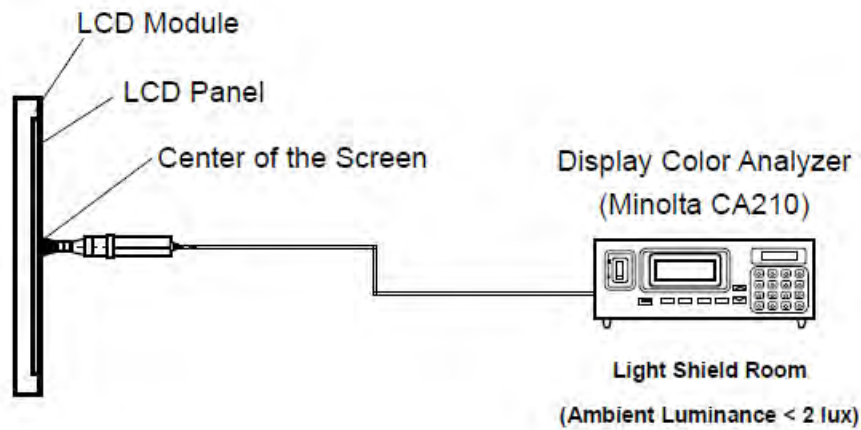 LCD Module
LCD Panel
Center of the Screen
Display Color Analyzer
(Minolta CA210)
Light Shield Room
(Ambient Luminance < 2 lux)